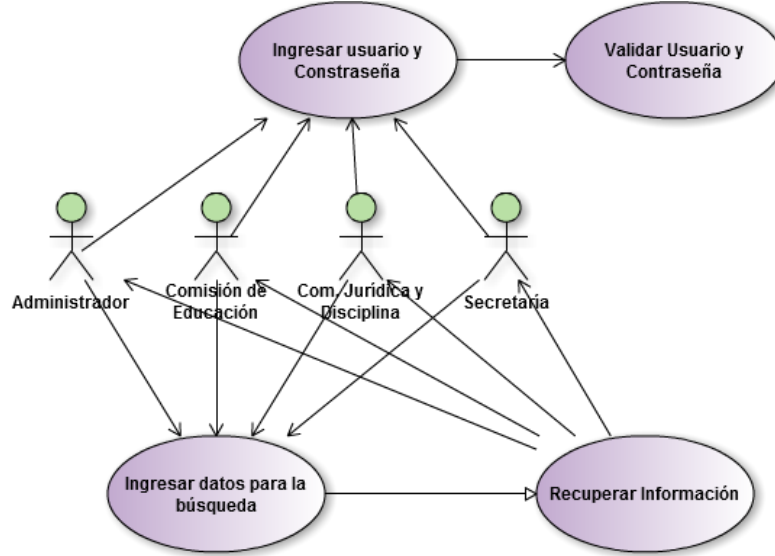 Ingresar usuario y
Constraseña
Validar Usuario y
Contraseña
Administrador
Comisión de
Educación
Com. Jurídica y
Disciplina
Secretaría
Ingresar datos para la
búsqueda
Recuperar Información